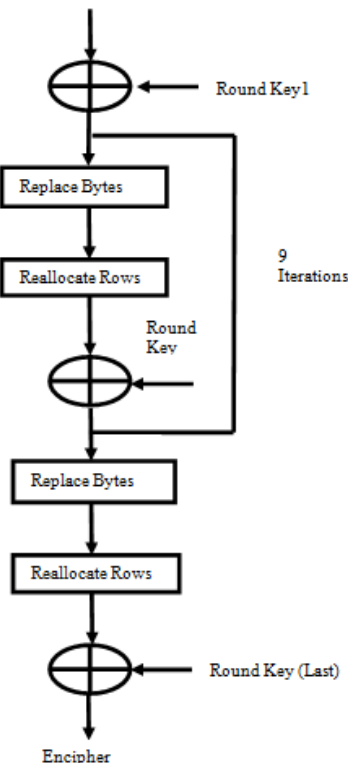 Round Key1
Replace Bytes
9
Iterations
Reallocate Rows
Round
Key
Replace Bytes
Reallocate Rows
Round Key (Last)
Encipher